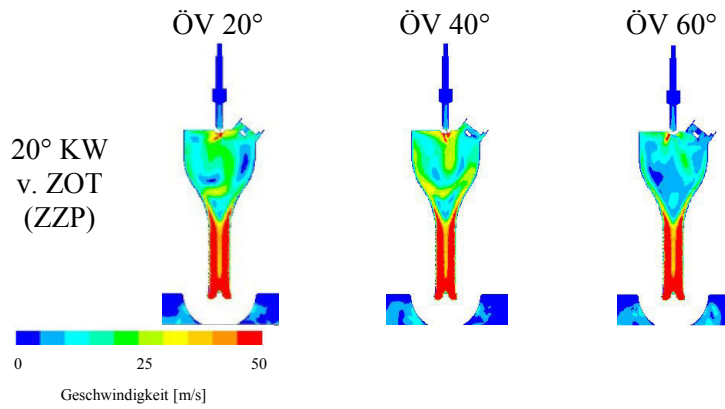 ÖV 20° ÖV 40° ÖV 60°
20° KW
v. ZOT
(ZZP)
0 25 50
Geschwindigkeit [m/s]